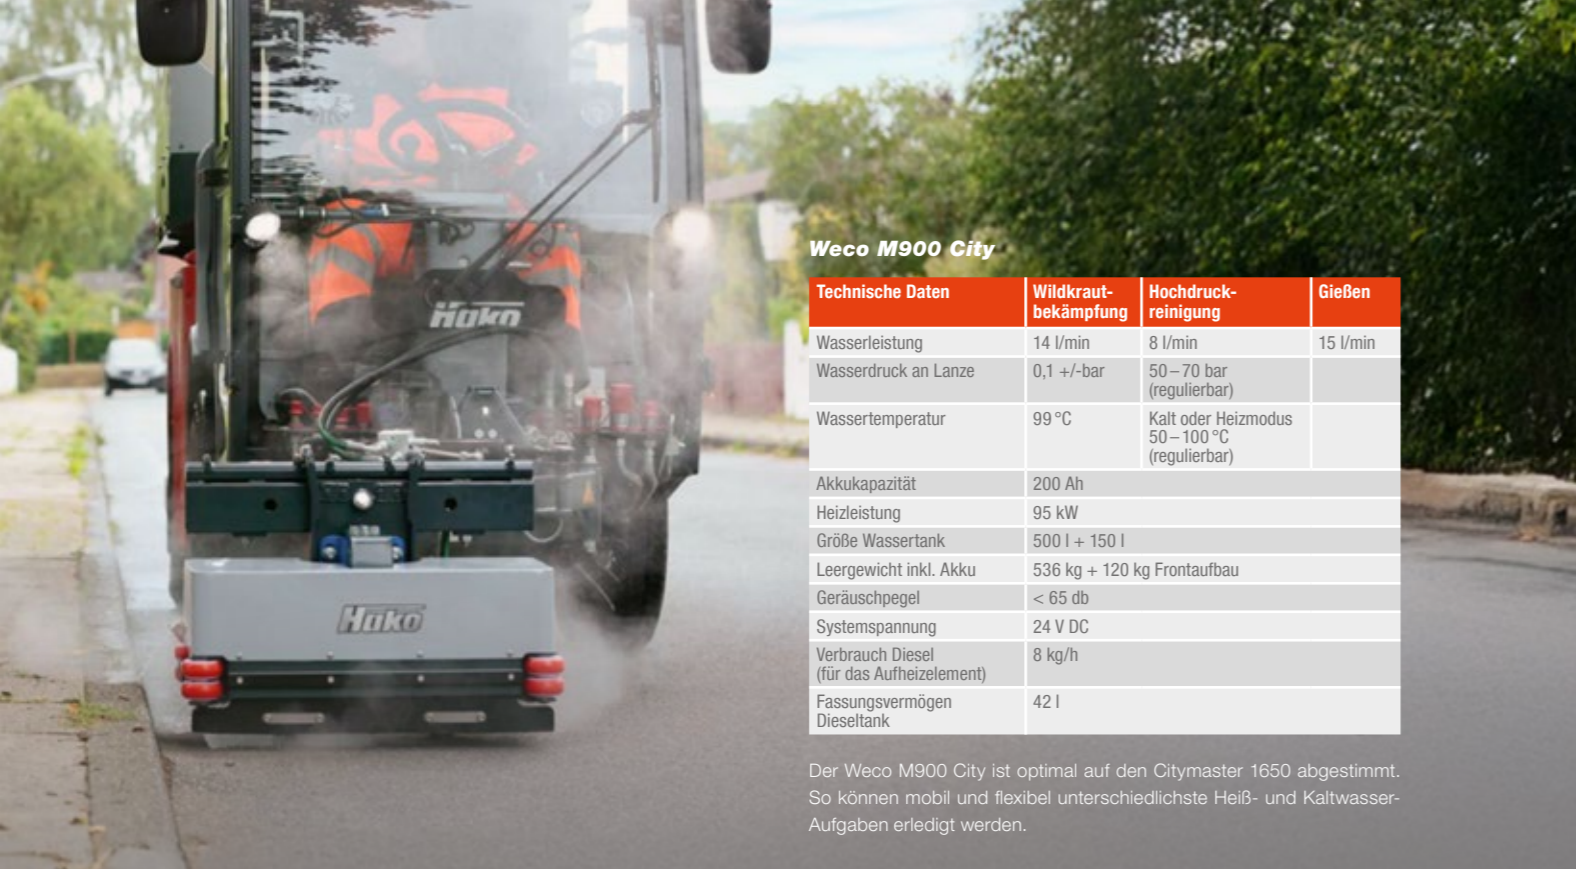 Hako
Hako
Weco M900 City
Technische Daten
Wildkraut-
bekämpfung
Hochdruck-
reinigung
Gießen
Wasserleistung
14 l/min
8 l/min
15 l/min
Wasserdruck an Lanze
0,1 +/-bar
50 – 70 bar
(regulierbar)
Wassertemperatur
99 °C
Kalt oder Heizmodus
50 – 100 °C
(regulierbar)
Akkukapazität
200 Ah
Heizleistung
95 kW
Größe Wassertank
500 l + 150 l
Leergewicht inkl. Akku
536 kg + 120 kg Frontaufbau
Geräuschpegel
< 65 db
Systemspannung
24 V DC
Verbrauch Diesel
(für das Aufheizelement)
8 kg/h
Fassungsvermögen
Dieseltank
42 l
Der Weco M900 City ist optimal auf den Citymaster 1650 abgestimmt.
So können mobil und flexibel unterschiedlichste Heiß- und Kaltwasser-
Aufgaben erledigt werden.